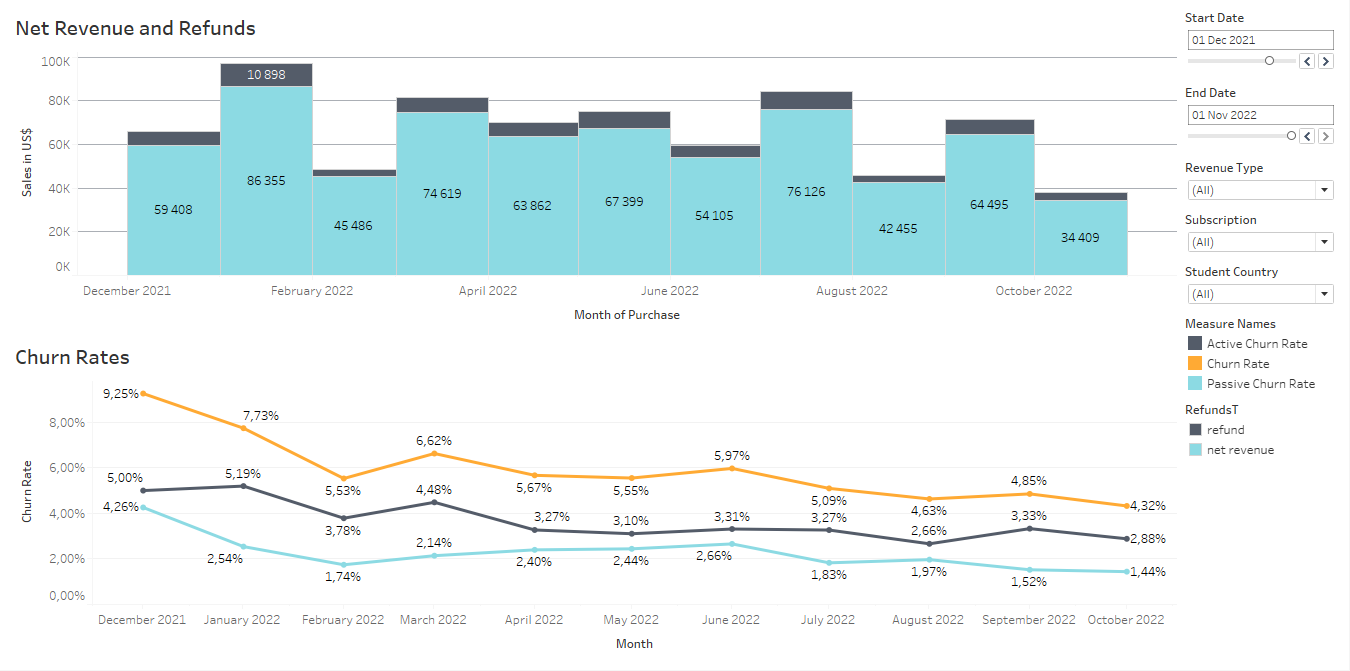 Net Revenue and Refunds
100K
80K
60K
40K
20K
0K
Sales in US$
10 898
59 408
86 355
45 486
74 619
63 862
67 399
54 105
76 126
42 455
64 495
34 409
December 2021 February 2022 April 2022 June 2022 August 2022 October 2022
Month of Purchase
Churn Rates
8,00%
6,00%
4,00%
2,00%
0,00%
Churn Rate
9,25% 7,73% 5,53% 6,62% 5,67% 5,55% 5,97% 5,09% 4,63% 4,85% 4,32%
5,00% 5,19% 3,78% 4,48% 3,27% 3,10% 3,31% 3,27% 2,66% 3,33% 2,88%
4,26% 2,54% 1,74% 2,14% 2,40% 2,44% 2,66% 1,83% 1,97% 1,52% 1,44%
December 2021 January 2022 February 2022 March 2022 April 2022 May 2022 June 2022 July 2022 August 2022 September 2022 October 2022
Month
Start Date
01 Dec 2021
End Date
01 Nov 2022
Revenue Type
(All)
Subscription
(All)
Student Country
(All)
Measure Names
Active Churn Rate
Churn Rate
Passive Churn Rate
RefundsT
refund
net revenue